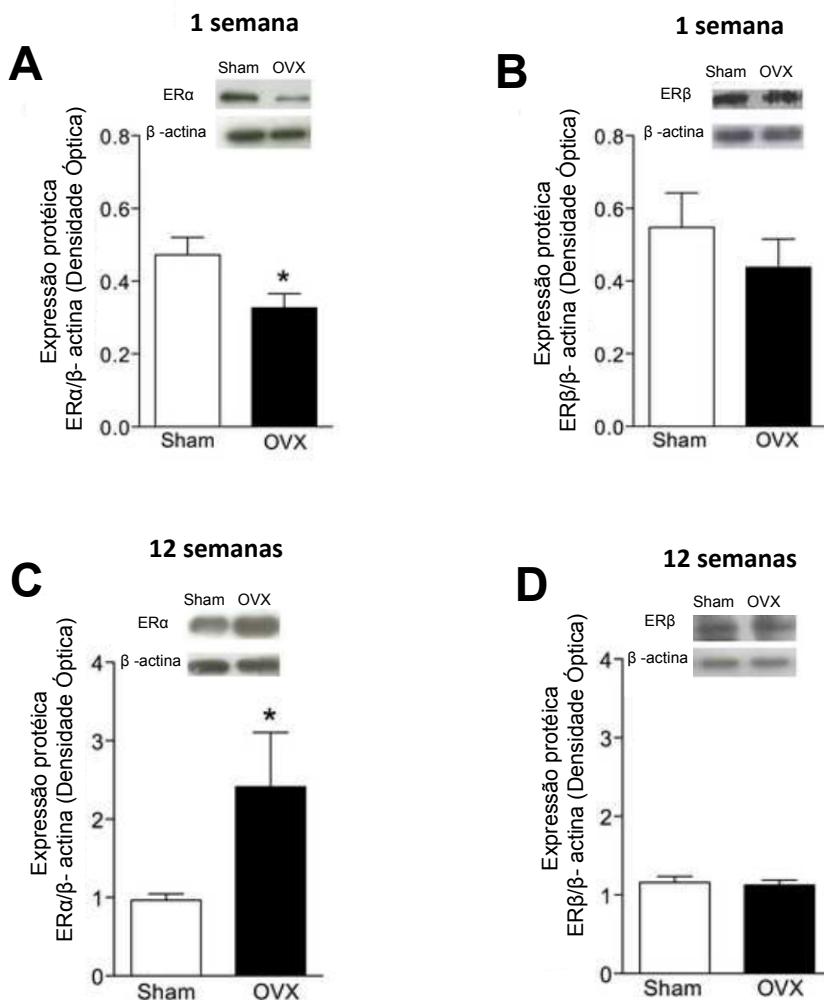 1 semana
A
Sham OVX
ERα
β -actina
Expressão protéica
ERα/β- actina (Densidade Óptica)
0.8
0.6
0.4
0.2
0.0
*
Sham OVX
1 semana
B
Sham OVX
ERβ
β -actina
Expressão protéica
ERβ/β- actina (Densidade Óptica)
0.8
0.6
0.4
0.2
0.0
Sham OVX
12 semanas
C
Sham OVX
ERα
β -actina
Expressão protéica
ERα/β- actina (Densidade Óptica)
4
3
2
1
0
*
Sham OVX
12 semanas
D
Sham OVX
ERβ
β -actina
Expressão protéica
ERβ/β- actina (Densidade Óptica)
4
3
2
1
0
Sham OVX